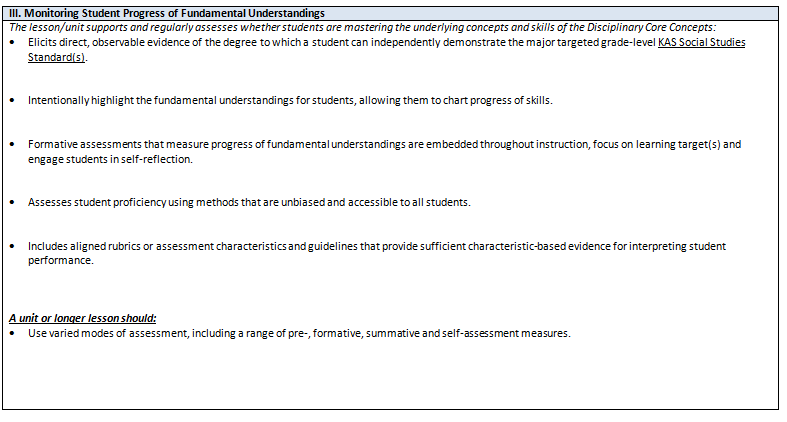 III. Monitoring Student Progress of Fundamental Understandings
The lesson/unit supports and regularly assesses whether students are mastering the underlying concepts and skills of the Disciplinary Core Concepts:
• Elicits direct, observable evidence of the degree to which a student can independently demonstrate the major targeted grade-level KAS Social Studies
Standard(s).
• Intentionally highlight the fundamental understandings for students, allowing them to chart progress of skills.
• Formative assessments that measure progress of fundamental understandings are embedded throughout instruction, focus on learning target(s) and
engage students in self-reflection.
• Assesses student proficiency using methods that are unbiased and accessible to all students.
• Includes aligned rubrics or assessment characteristics and guidelines that provide sufficient characteristic-based evidence for interpreting student
performance.
A unit or longer lesson should:
• Use varied modes of assessment, including a range of pre-, formative, summative and self-assessment measures.